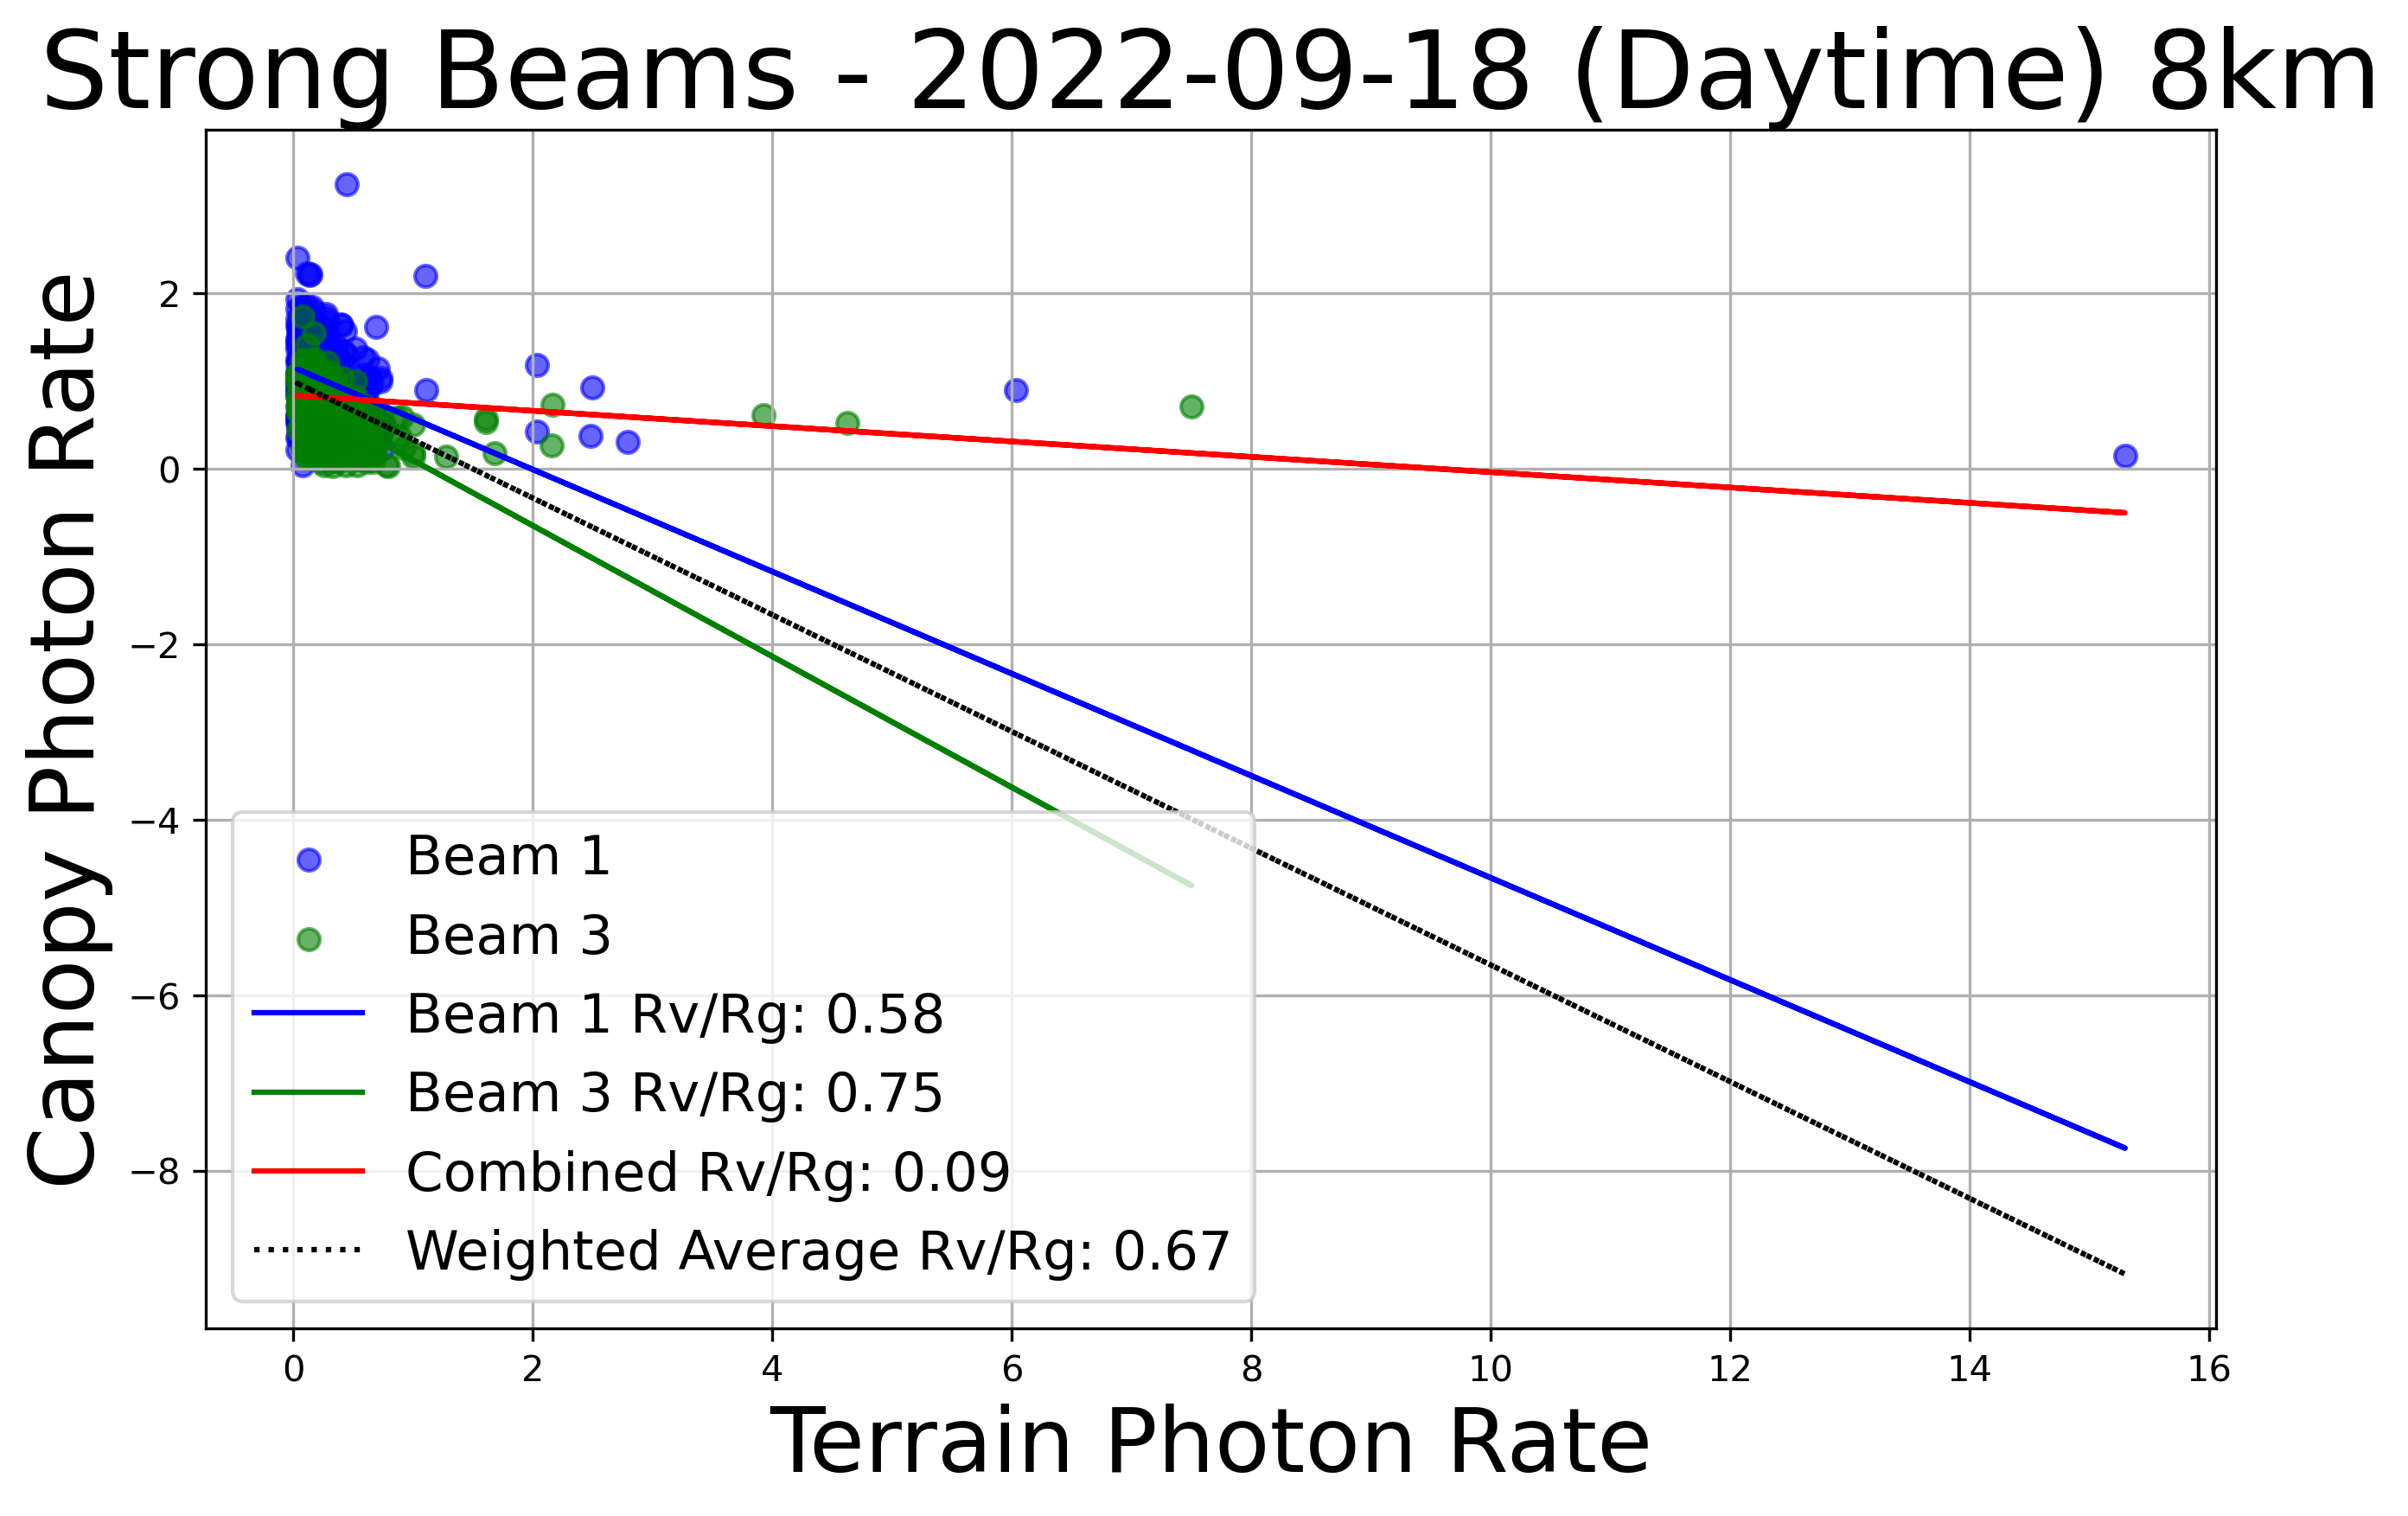 Strong Beams - 2022-09-18 (Daytime) 8km
Canopy Photon Rate
2
0
−2
−4
−6
−8
Beam 1
Beam 3
Beam 1 Rv/Rg: 0.58
Beam 3 Rv/Rg: 0.75
Combined Rv/Rg: 0.09
Weighted Average Rv/Rg: 0.67
0 2 4 6 8 10 12 14 16
Terrain Photon Rate